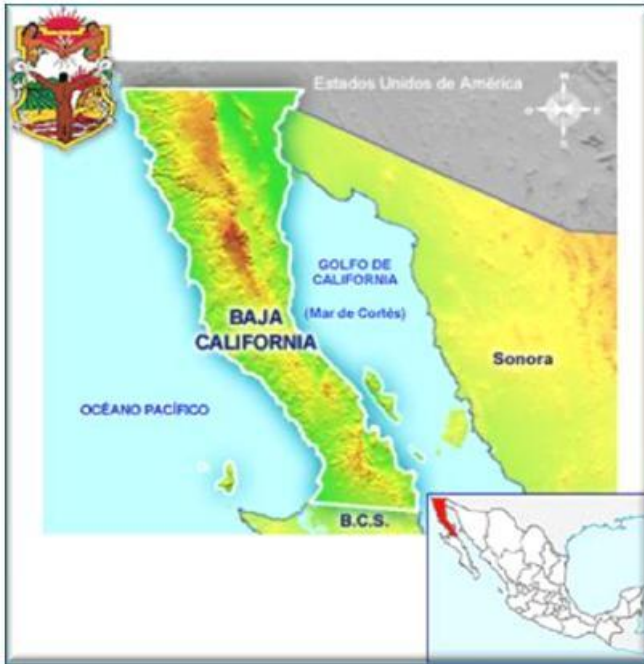 Estados Unidos de América
N
GOLFO DE
CALIFORNIA
(Mar de Cortés)
BAJA
CALIFORNIA
Sonora
OCÉANO PACÍFICO
B.C.S.